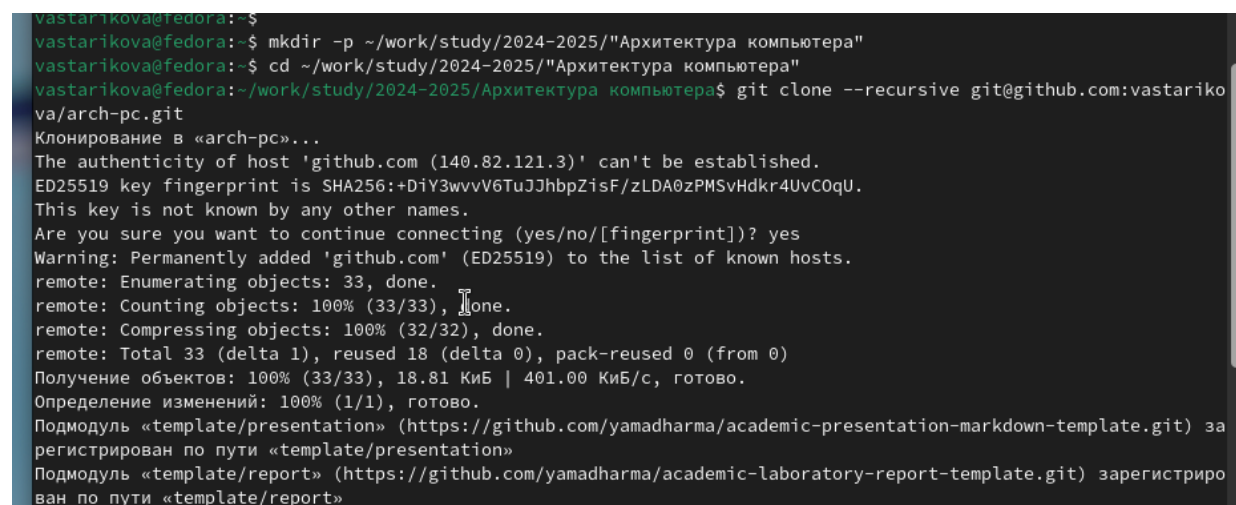 vastarikova@fedora:~$
vastarikova@fedora:~$ mkdir -p ~/work/study/2024-2025/"Архитектура компьютера"
vastarikova@fedora:~$ cd ~/work/study/2024-2025/"Архитектура компьютера"
vastarikova@fedora:~/work/study/2024-2025/Архитектура компьютера$ git clone --recursive git@github.com:vastariko
va/arch-pc.git
Клонирование в «arch-pc»...
The authenticity of host 'github.com (140.82.121.3)' can't be established.
ED25519 key fingerprint is SHA256:+DiY3wvvV6TuJJhbpZisF/zLDA0zPMSvHdkr4UvCOqU.
This key is not known by any other names.
Are you sure you want to continue connecting (yes/no/[fingerprint])? yes
Warning: Permanently added 'github.com' (ED25519) to the list of known hosts.
remote: Enumerating objects: 33, done.
remote: Counting objects: 100% (33/33), done.
remote: Compressing objects: 100% (32/32), done.
remote: Total 33 (delta 1), reused 18 (delta 0), pack-reused 0 (from 0)
Получение объектов: 100% (33/33), 18.81 КиБ | 401.00 КиБ/с, готово.
Определение изменений: 100% (1/1), готово.
Подмодуль «template/presentation» (https://github.com/yamadharma/academic-presentation-markdown-template.git) за
регистрирован по пути «template/presentation»
Подмодуль «template/report» (https://github.com/yamadharma/academic-laboratory-report-template.git) зарегистриро
ван по пути «template/report»